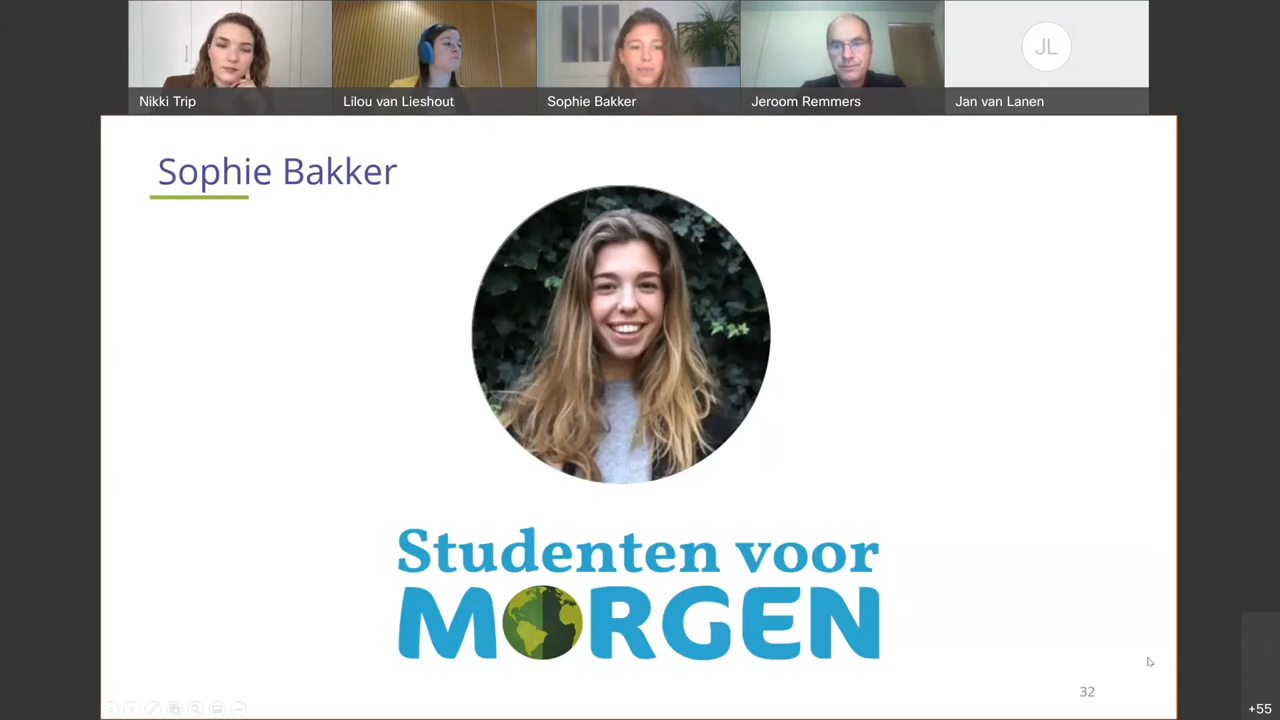 JL
Nikki Trip
Lilou van Lieshout
Sophie Bakker
Jeroom Remmers
Jan van Lanen
Sophie Bakker
Studenten voor
MORGEN
32
+55